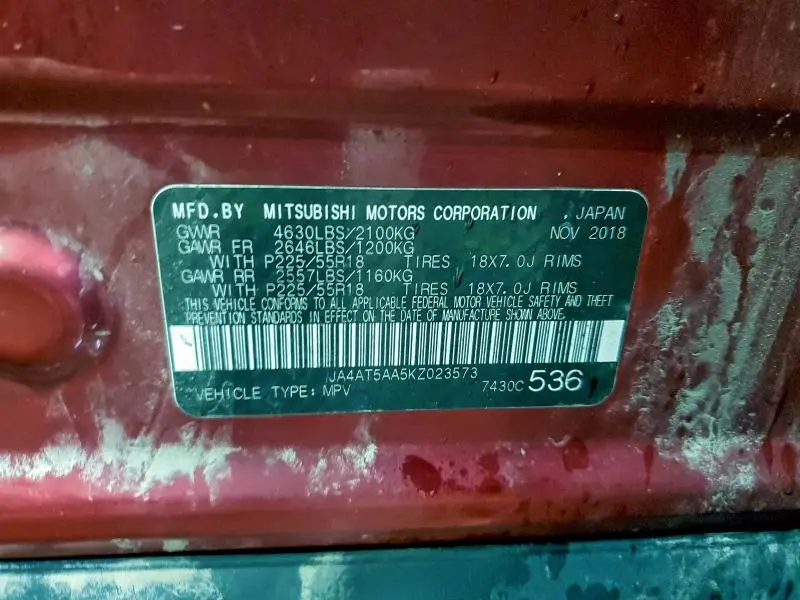 MFD.BY MITSUBISHI MOTORS CORPORATION , JAPAN
GVWR 4630LBS/2100KG NOV 2018
GAWR FR 2646LBS/1200KG
WITH P225/55R18 TIRES 18X7.0J RIMS
GAWR RR 2557LBS/1160KG
WITH P225/55R18 TIRES 18X7.0J RIMS
THIS VEHICLE CONFORMS TO ALL APPLICABLE FEDERAL MOTOR VEHICLE SAFETY AND THEFT
PREVENTION STANDARDS IN EFFECT ON THE DATE OF MANUFACTURE SHOWN ABOVE.
JA4AT5AA5KZ023573
VEHICLE TYPE: MPV 7430C 536